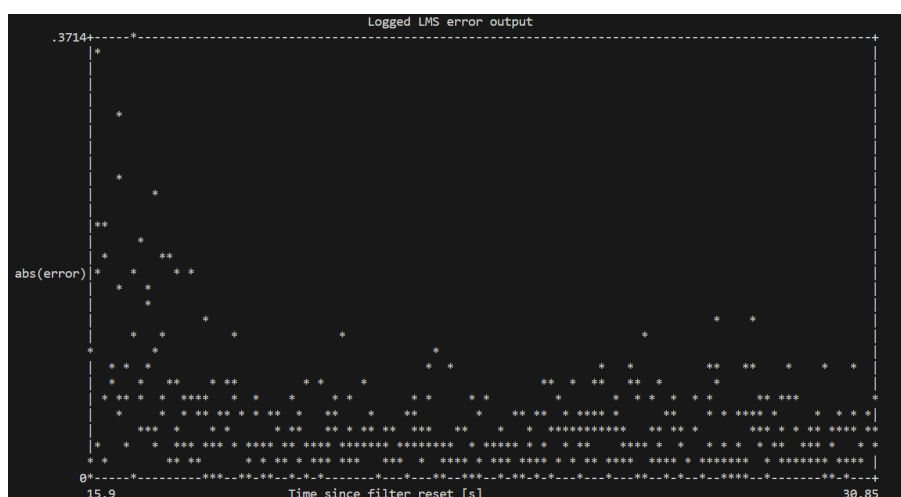 Logged LMS error output
.3714
abs(error)
0
15.9 Time since filter reset [s] 30.85